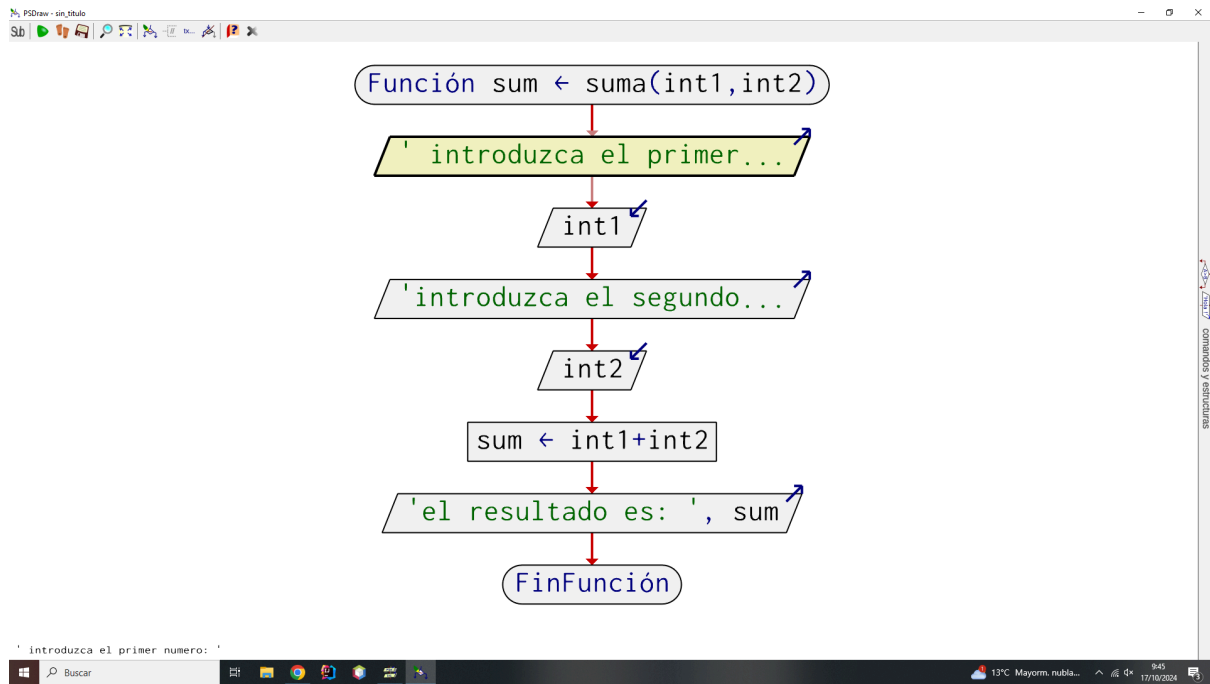 PSDraw - sin_titulo
Sub
Función sum ← suma(int1,int2)
' introduzca el primer...
int1
'introduzca el segundo...
int2
sum ← int1+int2
'el resultado es: ', sum
FinFunción
comandos y estructuras
' introduzca el primer numero: '
Buscar
13°C Mayorm. nubla...
9:45
17/10/2024